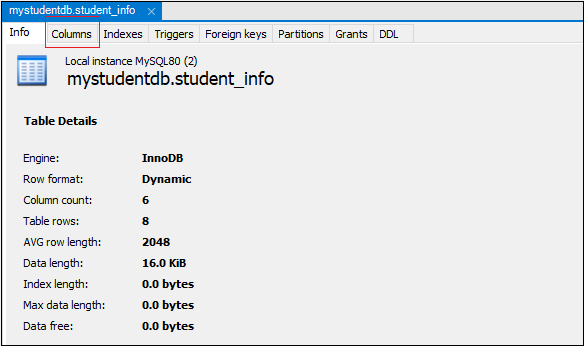 mystudentdb.student_info ×
Info Columns Indexes Triggers Foreign keys Partitions Grants DDL
Local instance MySQL80 (2)
mystudentdb.student_info
Table Details
Engine: InnoDB
Row format: Dynamic
Column count: 6
Table rows: 8
AVG row length: 2048
Data length: 16.0 KiB
Index length: 0.0 bytes
Max data length: 0.0 bytes
Data free: 0.0 bytes